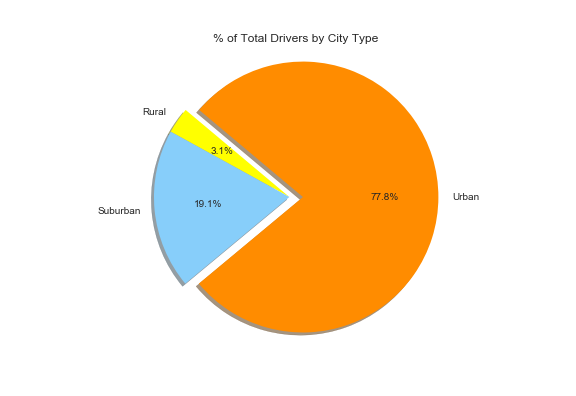 % of Total Drivers by City Type
Rural
3.1%
Suburban
19.1%
77.8%
Urban